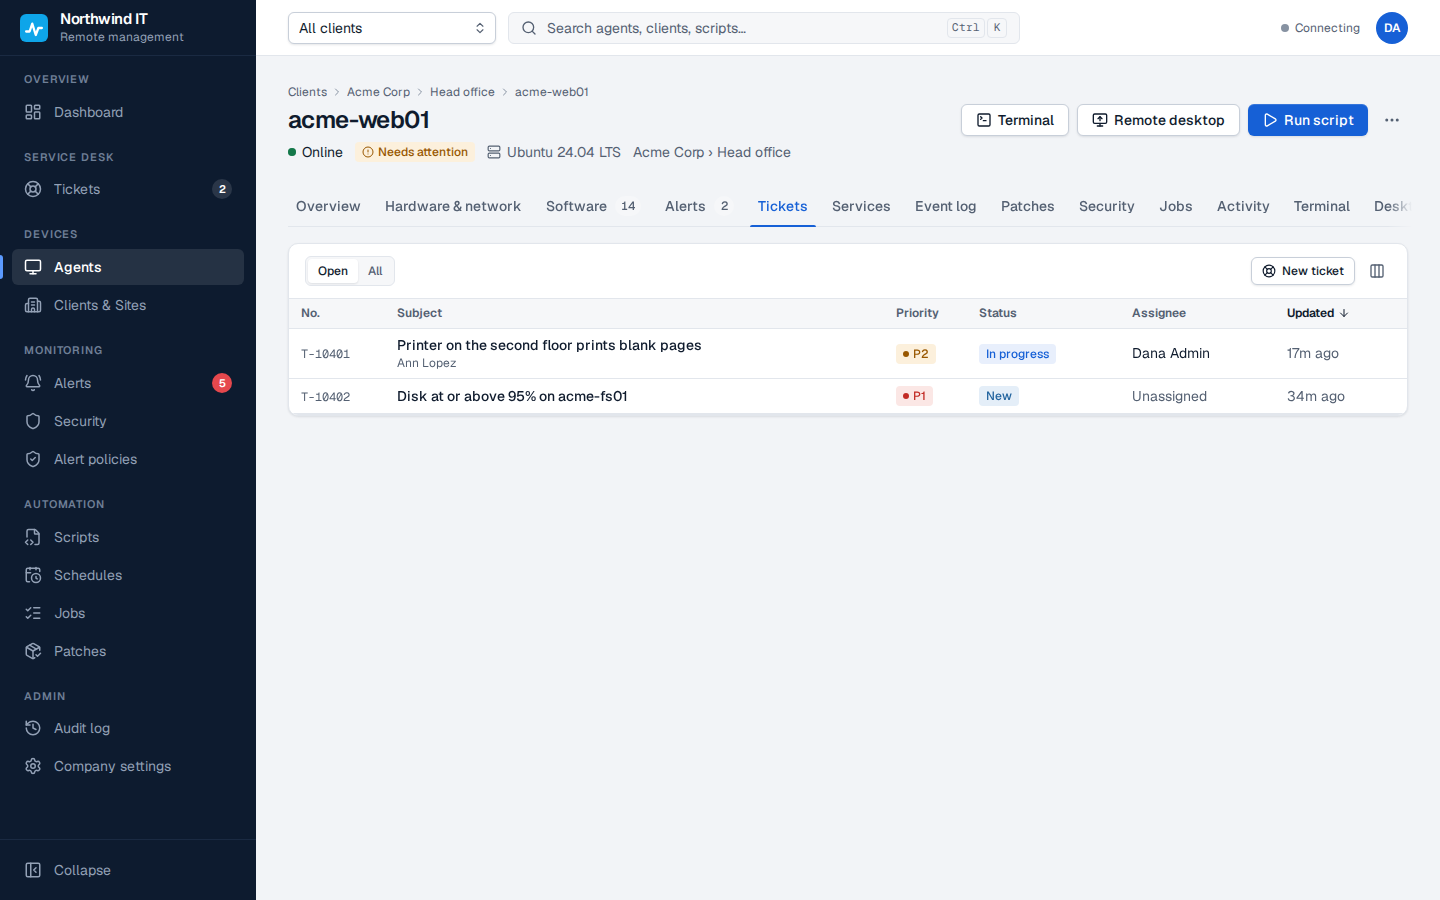 Northwind IT
Remote management
OVERVIEW
Dashboard
SERVICE DESK
Tickets 2
DEVICES
Agents
Clients & Sites
MONITORING
Alerts 5
Security
Alert policies
AUTOMATION
Scripts
Schedules
Jobs
Patches
ADMIN
Audit log
Company settings
Collapse
All clients
Search agents, clients, scripts... Ctrl K
Connecting DA
Clients > Acme Corp > Head office > acme-web01
acme-web01
Terminal Remote desktop Run script
Online Needs attention Ubuntu 24.04 LTS Acme Corp › Head office
Overview Hardware & network Software 14 Alerts 2 Tickets Services Event log Patches Security Jobs Activity Terminal Desk
Open All New ticket
No. Subject Priority Status Assignee Updated ↓
T-10401 Printer on the second floor prints blank pages P2 In progress Dana Admin 17m ago
Ann Lopez
T-10402 Disk at or above 95% on acme-fs01 P1 New Unassigned 34m ago